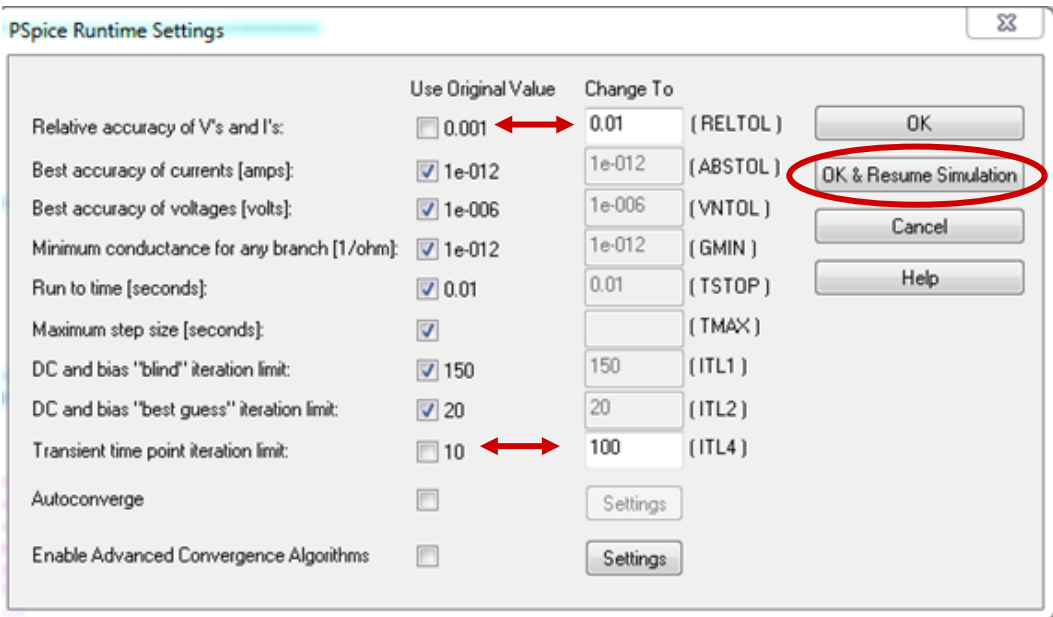 PSpice Runtime Settings
Use Original Value Change To
Relative accuracy of V's and I's: 0.001 0.01 ( RELTOL ) OK
Best accuracy of currents [amps]: 1e-012 1e-012 ( ABSTOL ) OK & Resume Simulation
Best accuracy of voltages [volts]: 1e-006 1e-006 ( VNTOL ) Cancel
Minimum conductance for any branch [1/ohm]: 1e-012 1e-012 ( GMIN )
Run to time [seconds]: 0.01 0.01 ( TSTOP ) Help
Maximum step size [seconds]: ( TMAX )
DC and bias "blind" iteration limit: 150 150 ( ITL1 )
DC and bias "best guess" iteration limit: 20 20 ( ITL2 )
Transient time point iteration limit: 10 100 ( ITL4 )
Autoconverge Settings
Enable Advanced Convergence Algorithms Settings